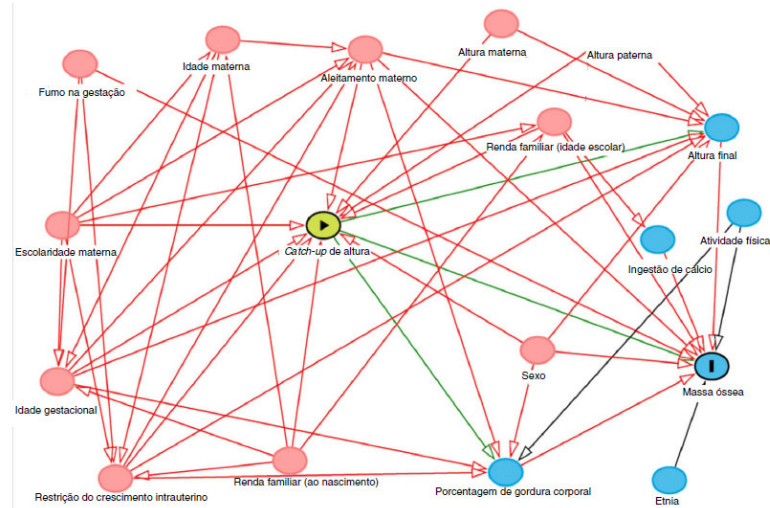 Altura materna
Idade materna
Altura paterna
Aleitamento materno
Fumo na gestação
Renda familiar (idade escolar)
Altura final
Atividade física
Escolaridade materna
Catch-up de altura
Ingestão de cálcio
Sexo
Massa óssea
Idade gestacional
Renda familiar (ao nascimento)
Restrição do crescimento intrauterino
Porcentagem de gordura corporal
Etnia